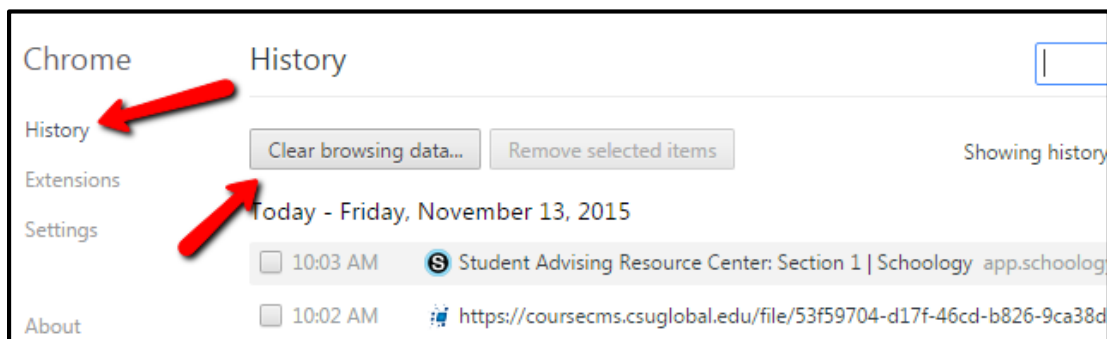 Chrome
History
History
Extensions
Settings
About
Clear browsing data...
Remove selected items
Showing history
Today - Friday, November 13, 2015
10:03 AM Student Advising Resource Center: Section 1 | Schoology app.schoology
10:02 AM https://coursecms.csuglobal.edu/file/53f59704-d17f-46cd-b826-9ca38d